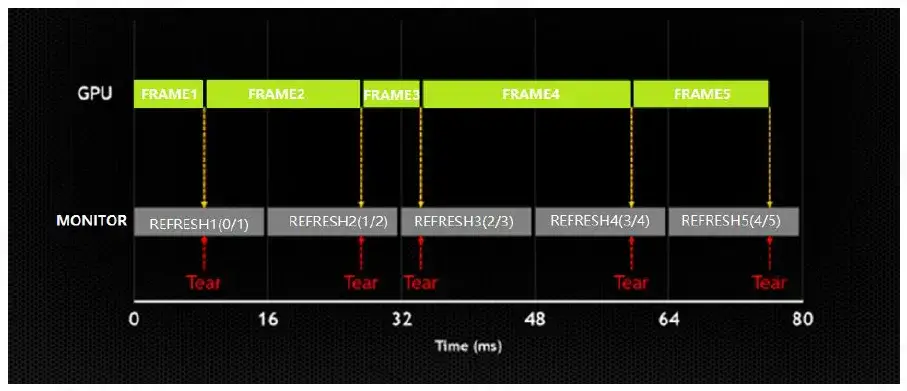 GPU
FRAME1 FRAME2 FRAME3 FRAME4 FRAME5
MONITOR
REFRESH1(0/1) REFRESH2(1/2) REFRESH3(2/3) REFRESH4(3/4) REFRESH5(4/5)
Tear Tear Tear Tear Tear
0 16 32 48 64 80
Time (ms)